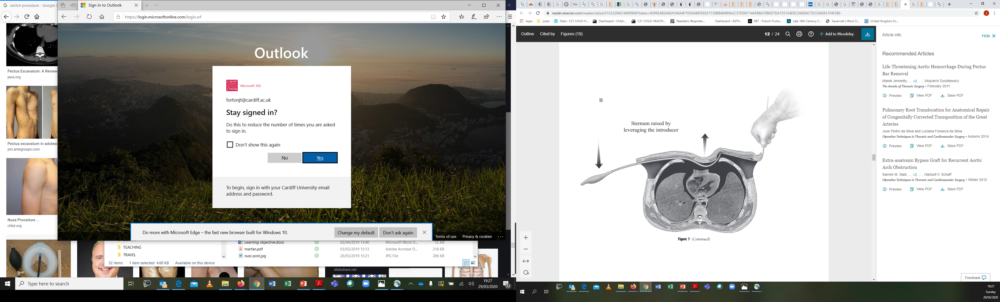 ravitch procedure - Google S
Pectus Excavatum: A Review
jaoa.org
Pectus excavatum in adolesc
pm.amegroups.com
Nuss Procedure ...
chkd.org
Sign in to Outlook
https://login.microsoftonline.com/login.srf
Outlook
CARDIFF
UNIVERSITY
PRIFYSGOL
CAERDYDD
Microsoft 365
fortonjt@cardiff.ac.uk
Stay signed in?
Do this to reduce the number of times you are asked
to sign in.
Don't show this again
No
Yes
To begin, sign in with your Cardiff University email
address and password.
Do more with Microsoft Edge – the fast new browser built for Windows 10.
Change my default
Don't ask again
Terms of use
Privacy & cookies
TEACHING
TRAVEL
Learning objective.docx 02/04/2019 13:40 Microsoft Word D... 12 KB
marfan.pdf 03/03/2019 15:13 Adobe Acrobat D... 218 KB
nuss post.jpg 26/03/2019 15:21 JPG File 206 KB
52 items 1 item selected 4.60 KB Available on this device
slideshare.net
Type here to search
19:27
29/03/2020
22
reader.elsevier.com/reader/sd/pii/S1522294214000968?token=45995AB266EA166A4F703DAB6FE6557139BB489B9A2C37DD0714AFBBA7080D7DA725154DEC260DAC75CC043E51F4F580
Apps
julian
Stats ‹ C21 CHILD H...
Dashboard ‹ Childr...
C21 CHILD HEALTH...
Paediatric Respirato...
Dashboard ‹ ASTH...
967 - French Fruitw...
Late 18th Century C...
Savannah | Wool Cl...
United Kingdom Ec...
Outline
Cited by
Figures (19)
12 / 24
Add to Mendeley
B
Sternum raised by
leveraging the introducer
Figure 7 (Continued)
Article info
Hide
Recommended Articles
Life-Threatening Aortic Hemorrhage During Pectus
Bar Removal
Marek Jemielity, ... +2 ... , Wojciech Dyszkiewicz
The Annals of Thoracic Surgery • February 2011
Preview View PDF Save PDF
Pulmonary Root Translocation for Anatomical Repair
of Congenitally Corrected Transposition of the Great
Arteries
Jose Pedro da Silva and Luciana Fonseca da Silva
Operative Techniques in Thoracic and Cardiovascular Surgery • Autumn 2014
Preview View PDF Save PDF
Extra-anatomic Bypass Graft for Recurrent Aortic
Arch Obstruction
Sameh M. Said, ... +2 ... , Hartzell V. Schaff
Operative Techniques in Thoracic and Cardiovascular Surgery • Winter 2012
Preview View PDF Save PDF
Feedback
19:27
Sunday
29/03/2020